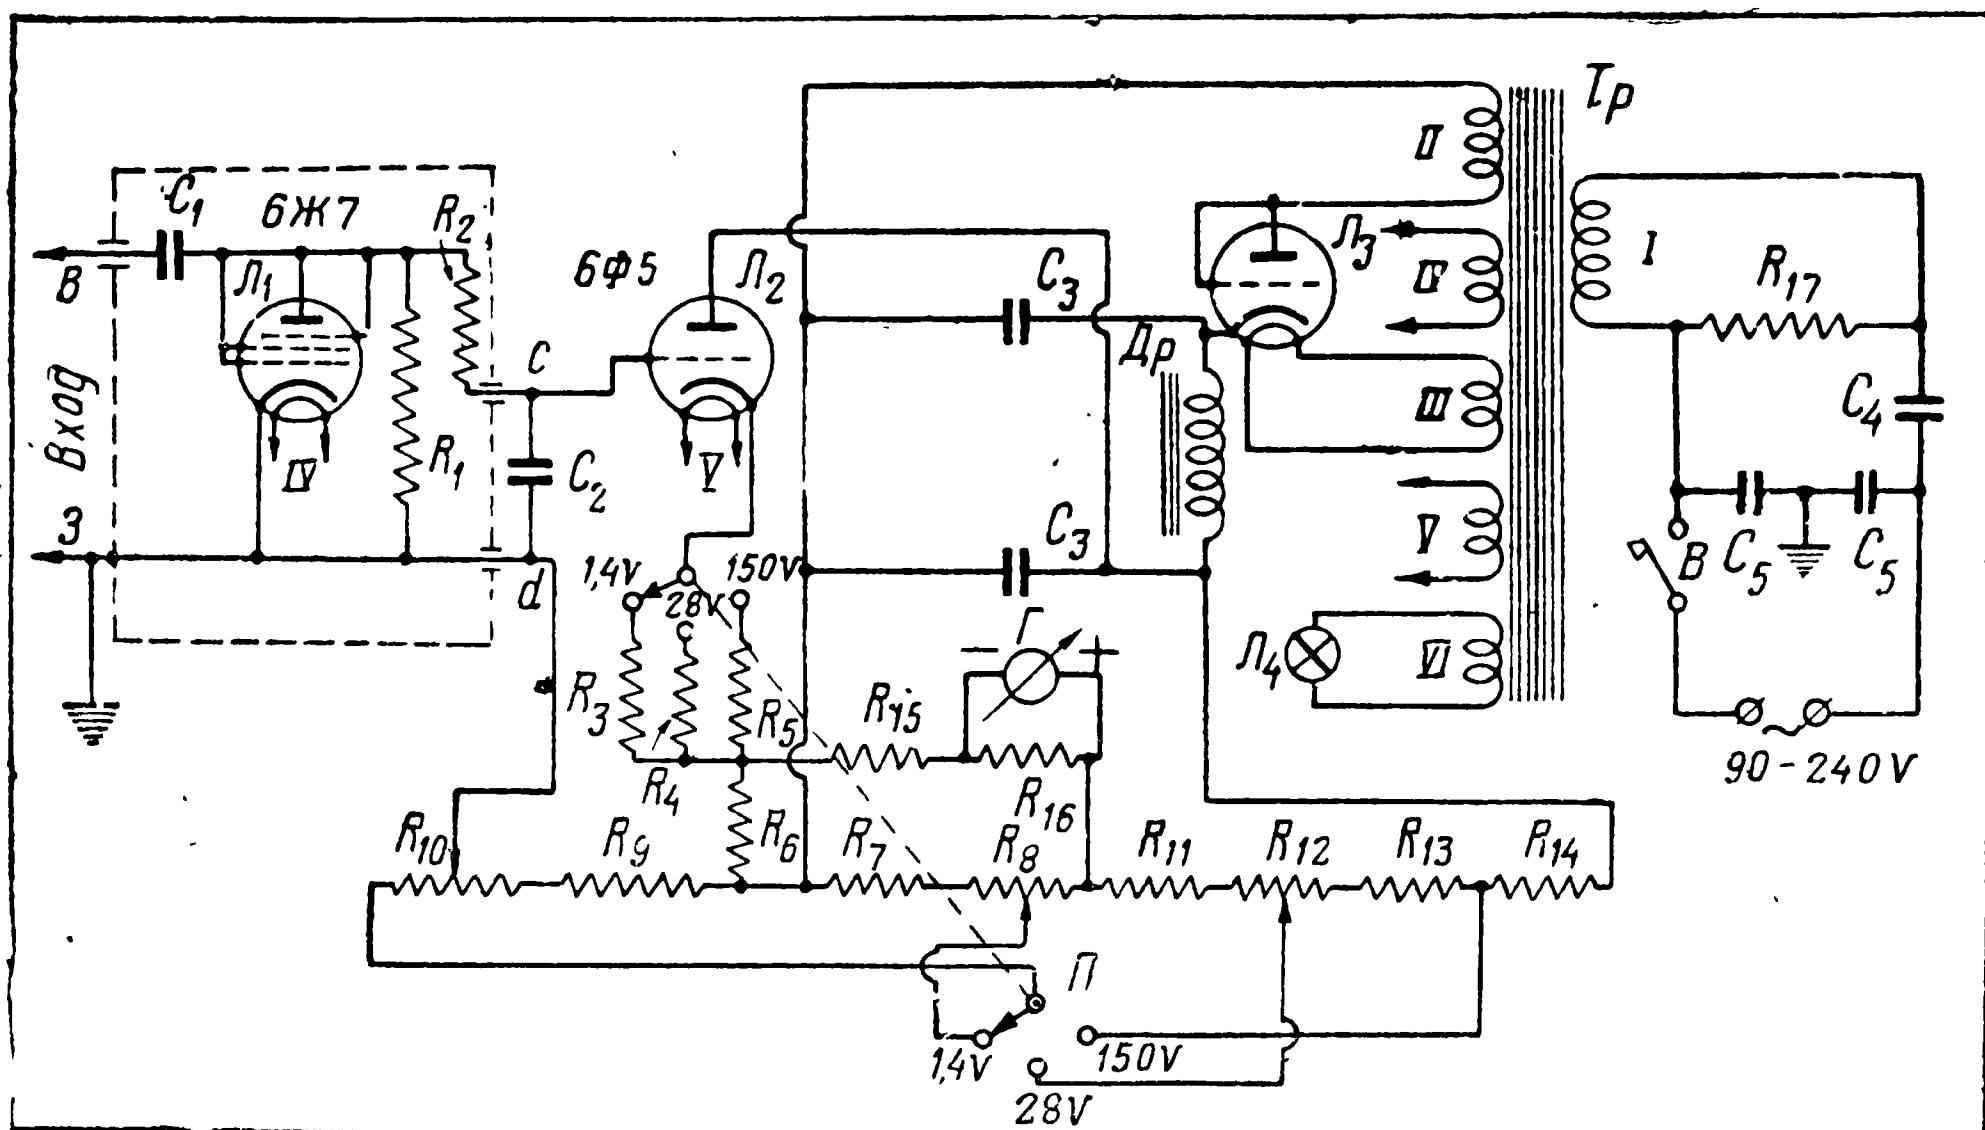 Tр
II
C1
6Ж7
R2
Л3
I
В
Л1
6Ф5
Л2
C3
IV
R17
Др
C
III
C4
Вход
R1
IV
C2
V
C3
V
З
d
1,4V
28V
150V
В
C5
C5
Г
− +
Л4
VI
R3
R4
R5
R15
R16
90-240V
R10
R9
R6
R7
R8
R11
R12
R13
R14
П
1,4V
150V
28V